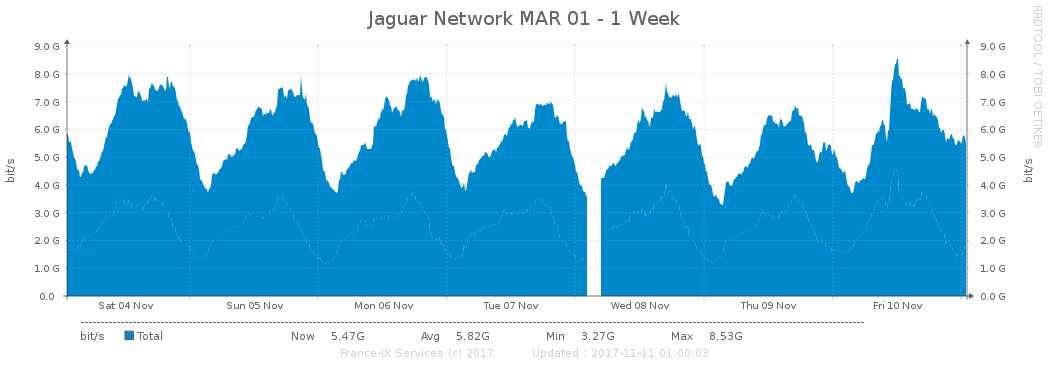 Jaguar Network MAR 01 - 1 Week
RRDTOOL / TOBI OETIKER
bit/s
9.0 G
8.0 G
7.0 G
6.0 G
5.0 G
4.0 G
3.0 G
2.0 G
1.0 G
0.0
9.0 G
8.0 G
7.0 G
6.0 G
5.0 G
4.0 G
3.0 G
2.0 G
1.0 G
0.0 G
bit/s
Sat 04 Nov Sun 05 Nov Mon 06 Nov Tue 07 Nov Wed 08 Nov Thu 09 Nov Fri 10 Nov
bit/s Total Now 5.47G Avg 5.82G Min 3.27G Max 8.53G
France-IX Services (c) 2017 Updated : 2017-11-11 01:00:03